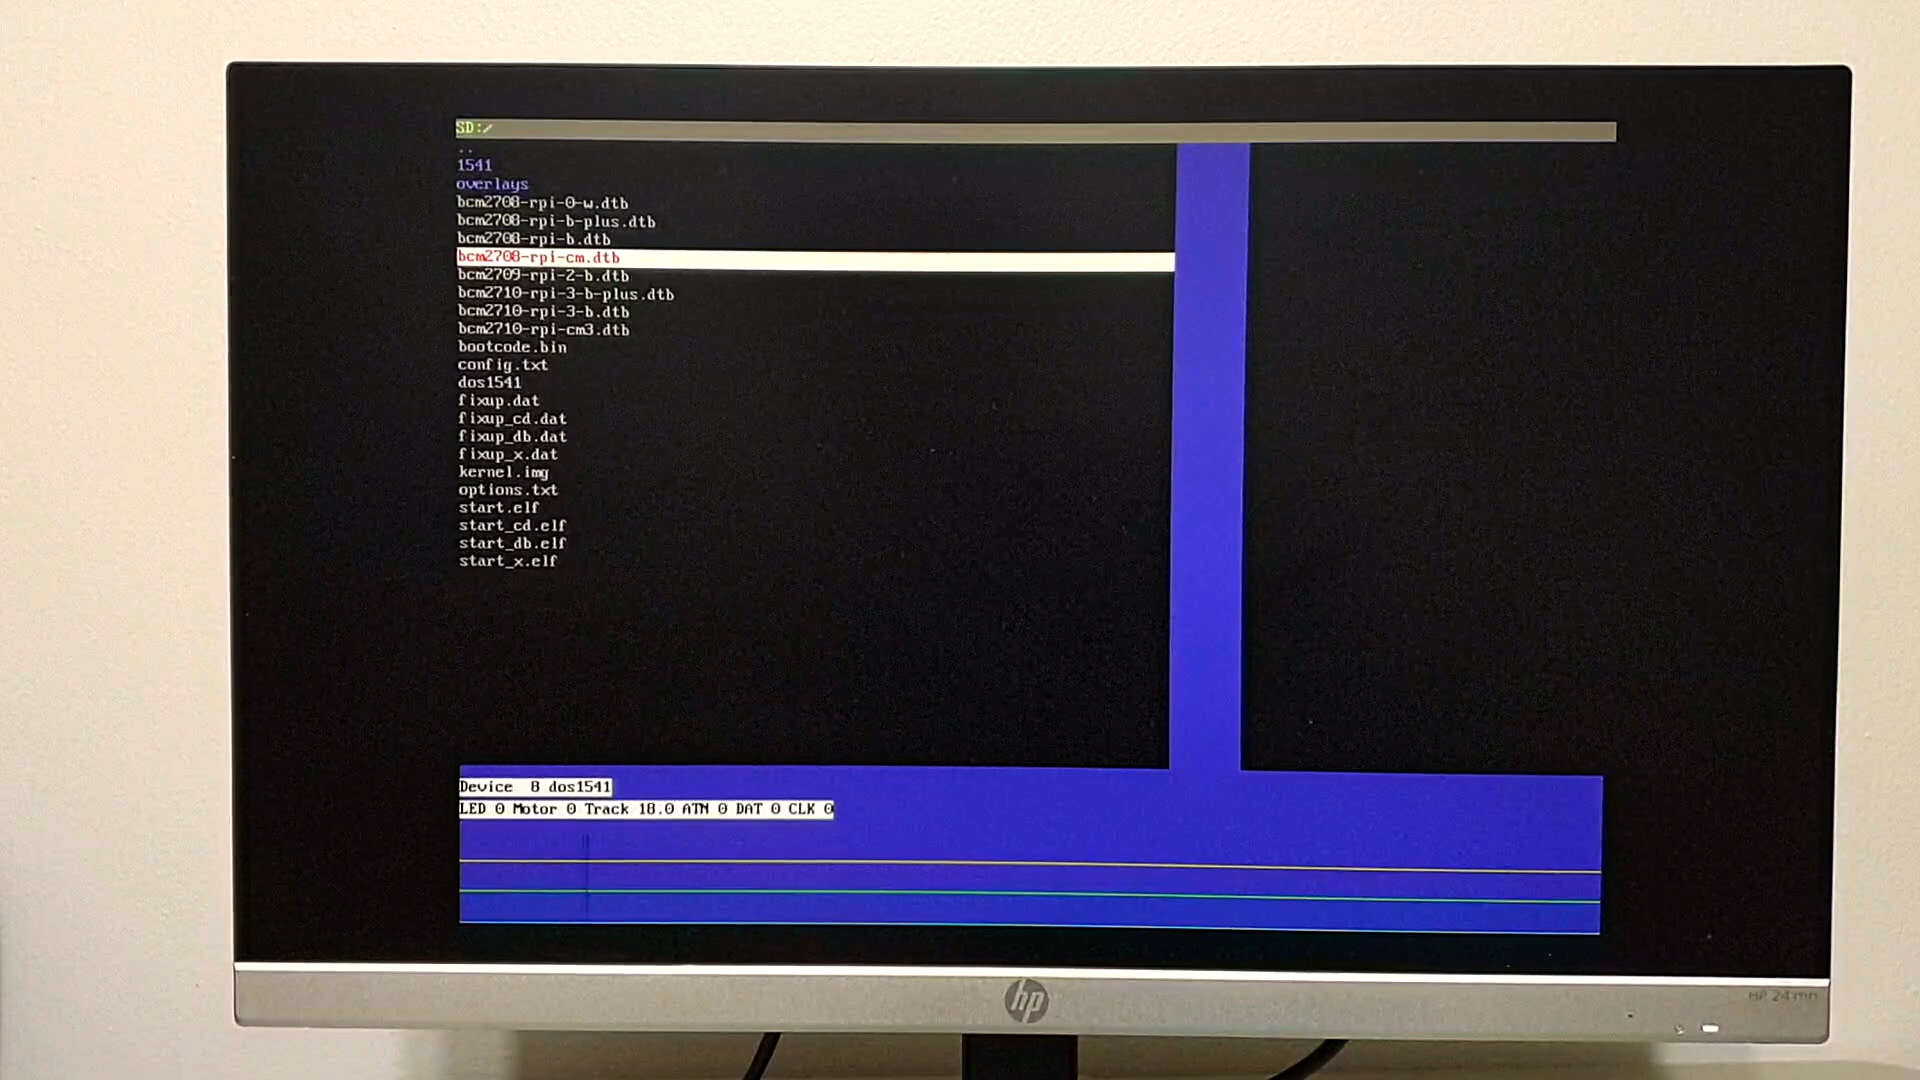 SD:/
..
1541
overlays
bcm2708-rpi-0-w.dtb
bcm2708-rpi-b-plus.dtb
bcm2708-rpi-b.dtb
bcm2708-rpi-cm.dtb
bcm2709-rpi-2-b.dtb
bcm2710-rpi-3-b-plus.dtb
bcm2710-rpi-3-b.dtb
bcm2710-rpi-cm3.dtb
bootcode.bin
config.txt
dos1541
fixup.dat
fixup_cd.dat
fixup_db.dat
fixup_x.dat
kernel.img
options.txt
start.elf
start_cd.elf
start_db.elf
start_x.elf
Device  8 dos1541
LED 0 Motor 0 Track 18.0 ATN 0 DAT 0 CLK 0
hp
HP 24mh